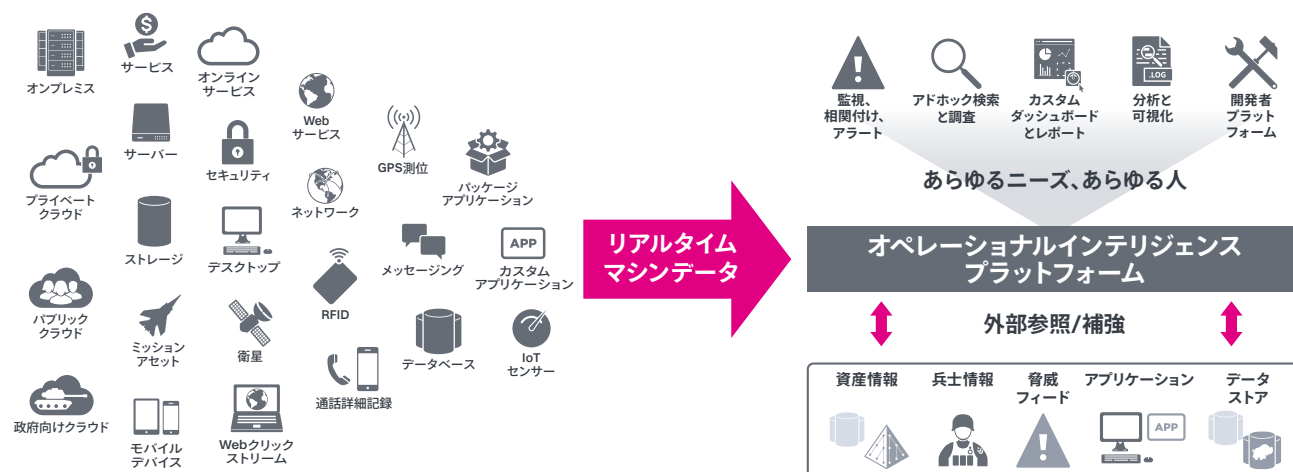 オンプレミス
サービス
オンライン
サービス
サーバー
セキュリティ
Web
サービス
GPS測位
パッケージ
アプリケーション
プライベート
クラウド
ネットワーク
ストレージ
デスクトップ
メッセージング
APP
カスタム
アプリケーション
RFID
パブリック
クラウド
ミッション
アセット
衛星
データベース
IoT
センサー
通話詳細記録
政府向けクラウド
モバイル
デバイス
Webクリック
ストリーム
リアルタイム
マシンデータ
監視、
相関付け、
アラート
アドホック検索
と調査
カスタム
ダッシュボード
とレポート
.LOG
分析と
可視化
開発者
プラット
フォーム
あらゆるニーズ、あらゆる人
オペレーショナルインテリジェンス
プラットフォーム
外部参照/補強
資産情報
兵士情報
脅威
フィード
アプリケーション
APP
データ
ストア